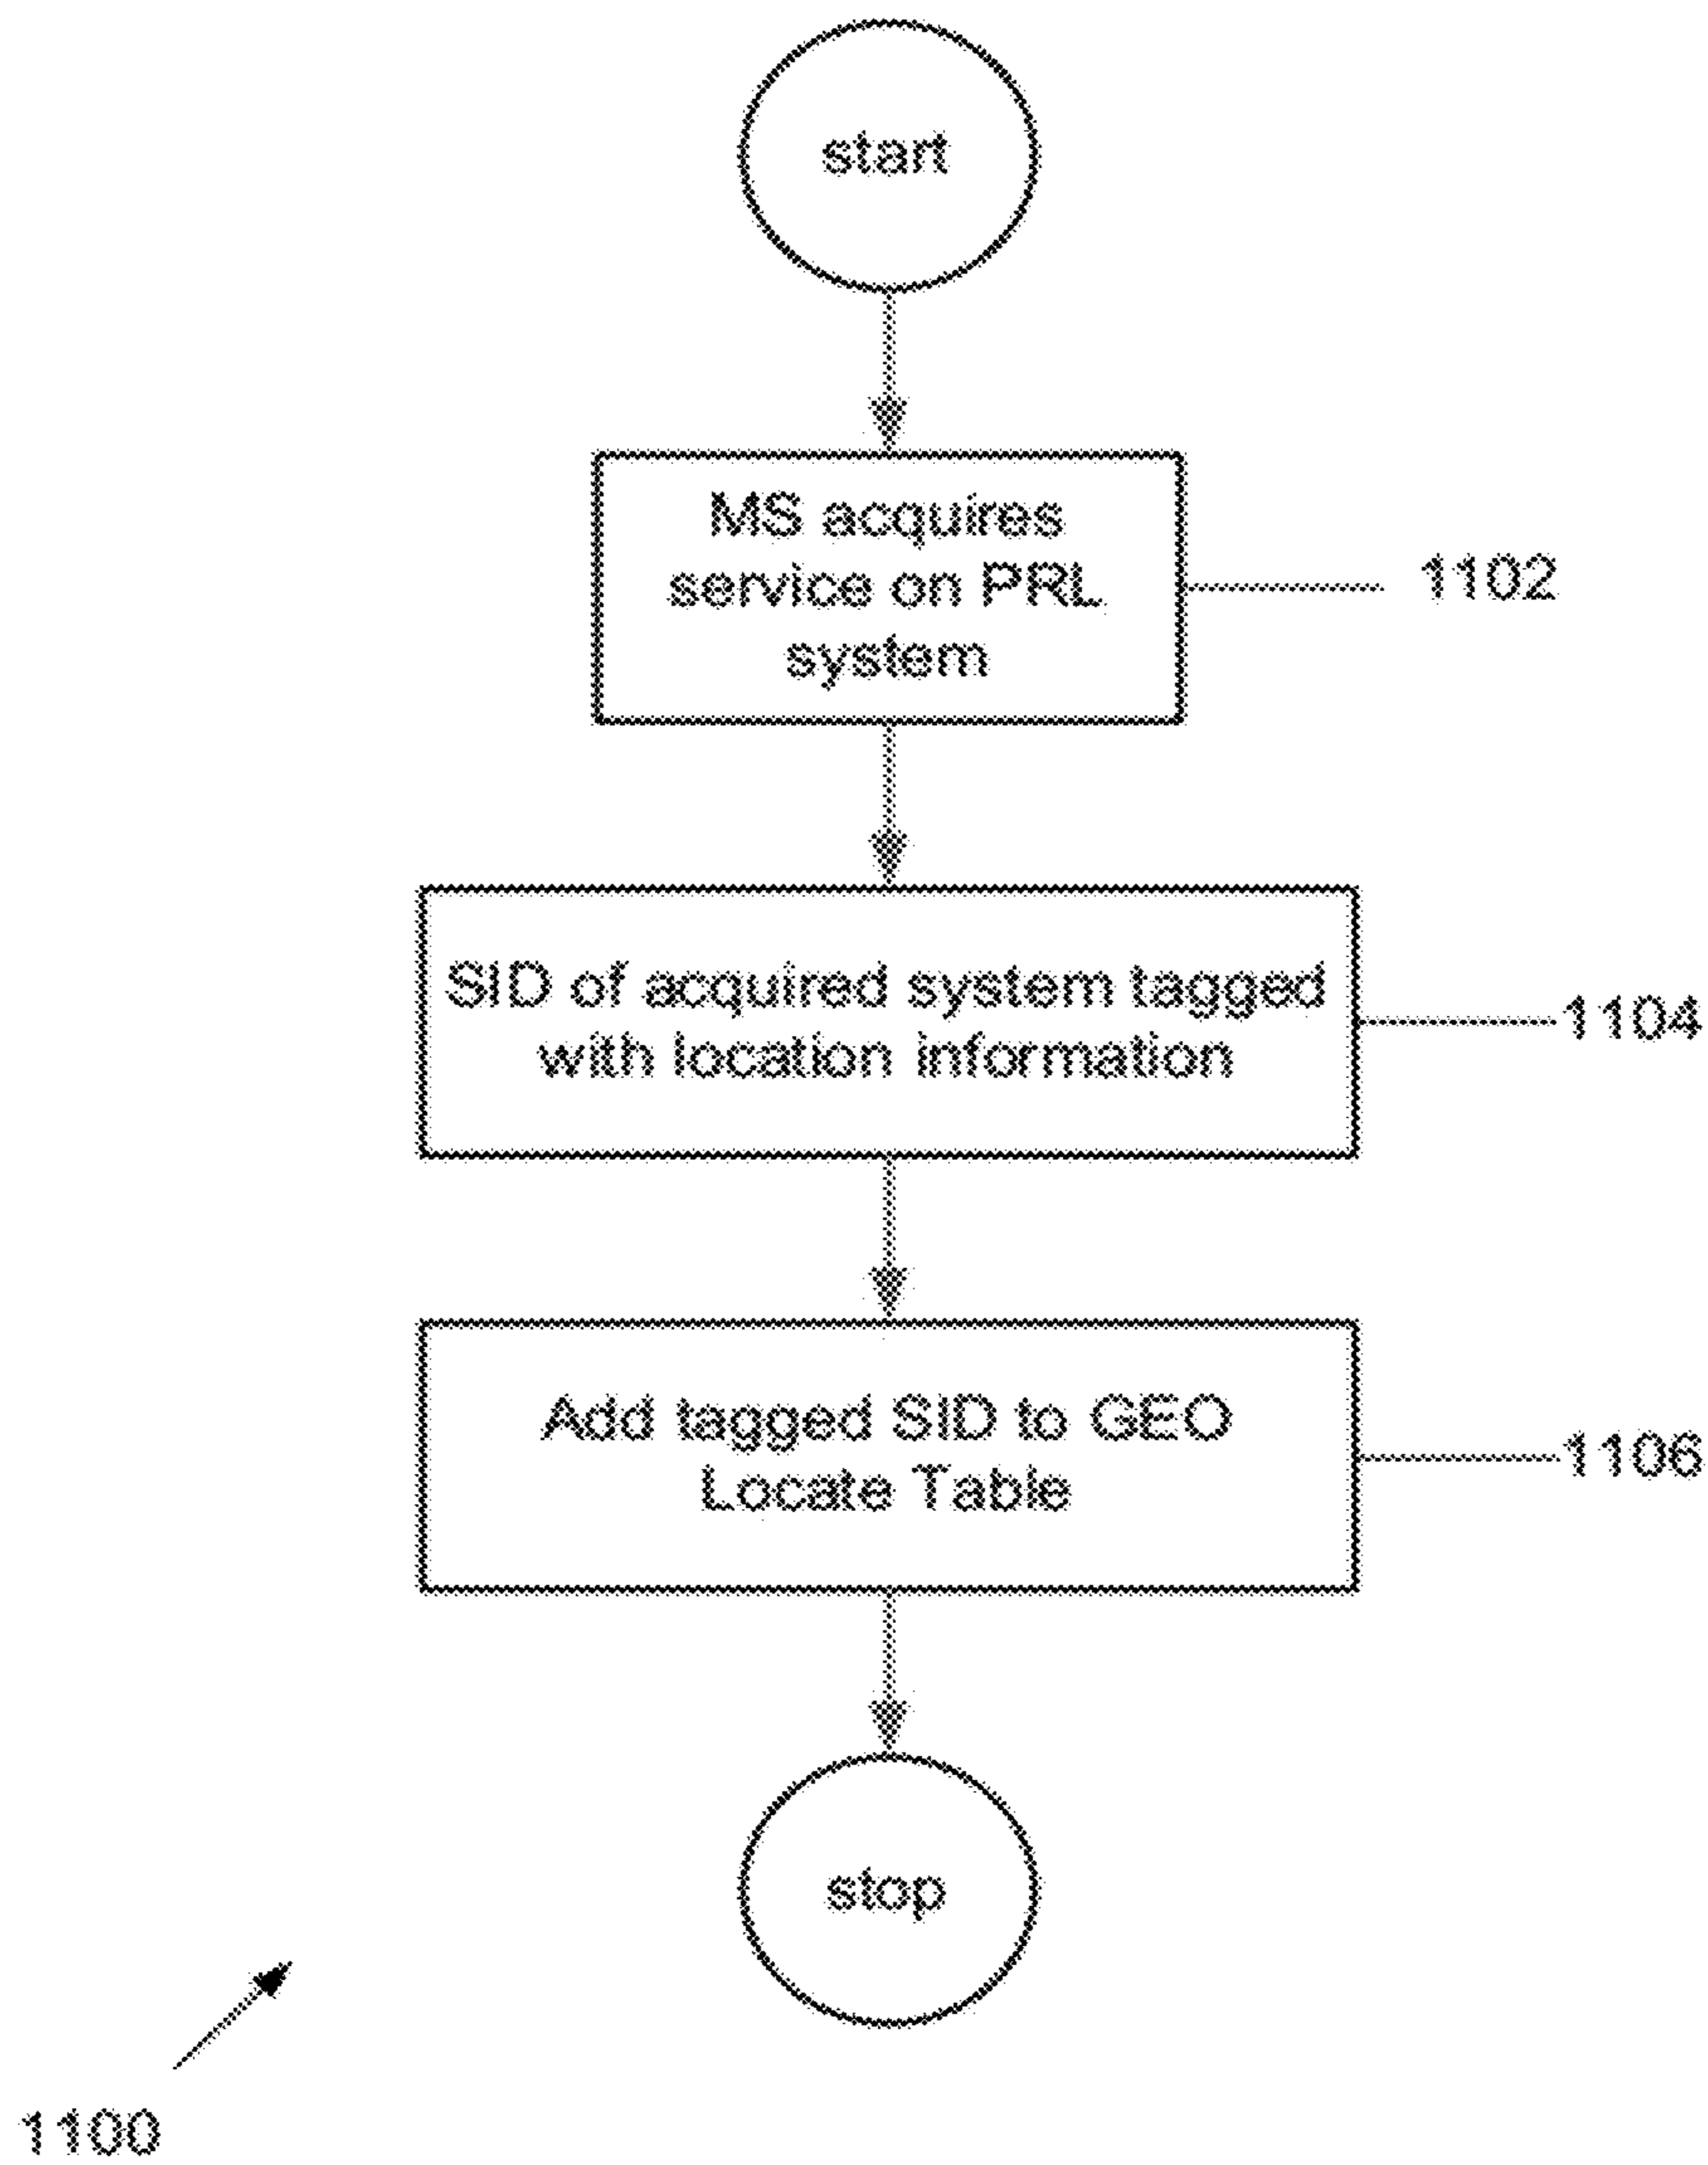 start
MS acquires
service on PRL
system
1102
SID of acquired system tagged
with location information
1104
Add tagged SID to GEO
Locate Table
1106
stop
1100